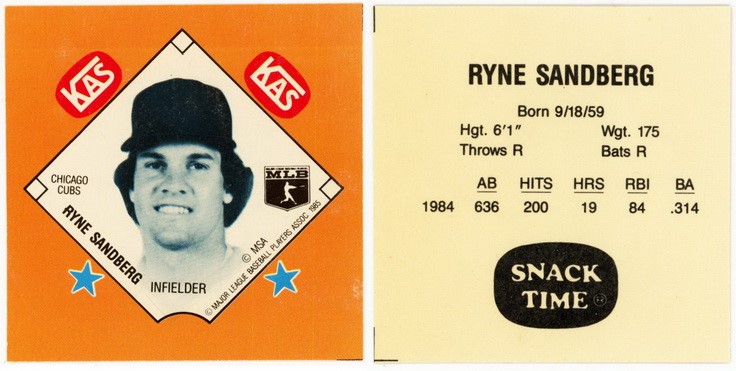 KAS
KAS
CHICAGO
CUBS
MLB
RYNE SANDBERG
INFIELDER
© MSA
© MAJOR LEAGUE BASEBALL PLAYERS ASSOC. 1985
RYNE SANDBERG
Born 9/18/59
Hgt. 6'1" Wgt. 175
Throws R Bats R
AB HITS HRS RBI BA
1984 636 200 19 84 .314
SNACK
TIME